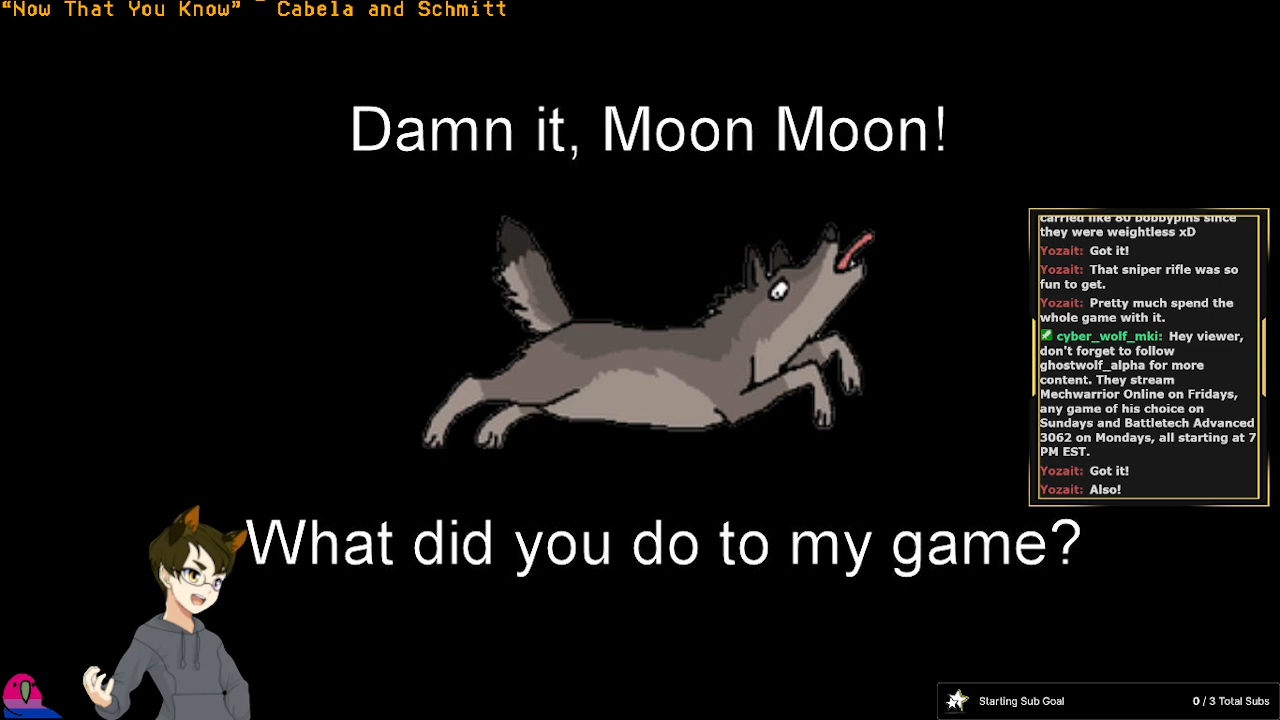 “Now That You Know” ~ Cabela and Schmitt
Damn it, Moon Moon!
carried like 80 bobbypins since
they were weightless xD
Yozait: Got it!
Yozait: That sniper rifle was so
fun to get.
Yozait: Pretty much spend the
whole game with it.
cyber_wolf_mki: Hey viewer,
don't forget to follow
ghostwolf_alpha for more
content. They stream
Mechwarrior Online on Fridays,
any game of his choice on
Sundays and Battletech Advanced
3062 on Mondays, all starting at 7
PM EST.
Yozait: Got it!
Yozait: Also!
What did you do to my game?
Starting Sub Goal
0 / 3 Total Subs